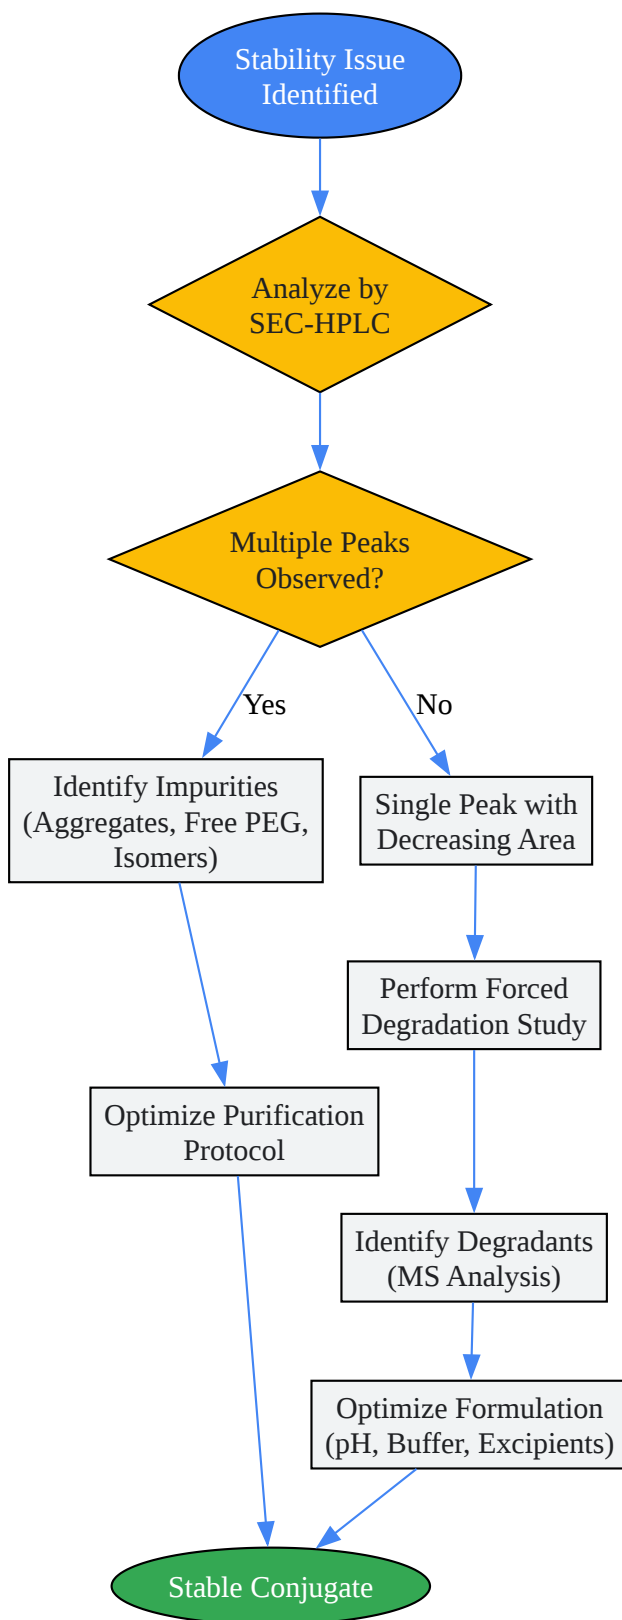 Stability Issue
Identified
Analyze by
SEC-HPLC
Multiple Peaks
Observed?
Yes
No
Identify Impurities
(Aggregates, Free PEG,
Isomers)
Single Peak with
Decreasing Area
Perform Forced
Degradation Study
Optimize Purification
Protocol
Identify Degradants
(MS Analysis)
Optimize Formulation
(pH, Buffer, Excipients)
Stable Conjugate